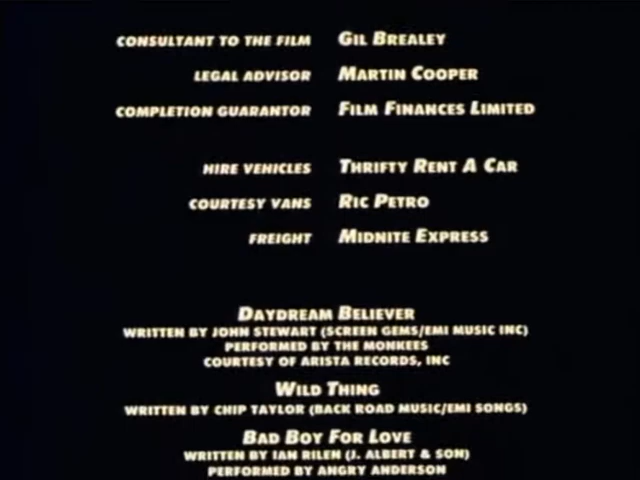 CONSULTANT TO THE FILM GIL BREALEY
LEGAL ADVISOR MARTIN COOPER
COMPLETION GUARANTOR FILM FINANCES LIMITED
HIRE VEHICLES THRIFTY RENT A CAR
COURTESY VANS RIC PETRO
FREIGHT MIDNITE EXPRESS
DAYDREAM BELIEVER
WRITTEN BY JOHN STEWART (SCREEN GEMS/EMI MUSIC INC)
PERFORMED BY THE MONKEES
COURTESY OF ARISTA RECORDS, INC
WILD THING
WRITTEN BY CHIP TAYLOR (BACK ROAD MUSIC/EMI SONGS)
BAD BOY FOR LOVE
WRITTEN BY IAN RILEN (J. ALBERT & SON)
PERFORMED BY ANGRY ANDERSON